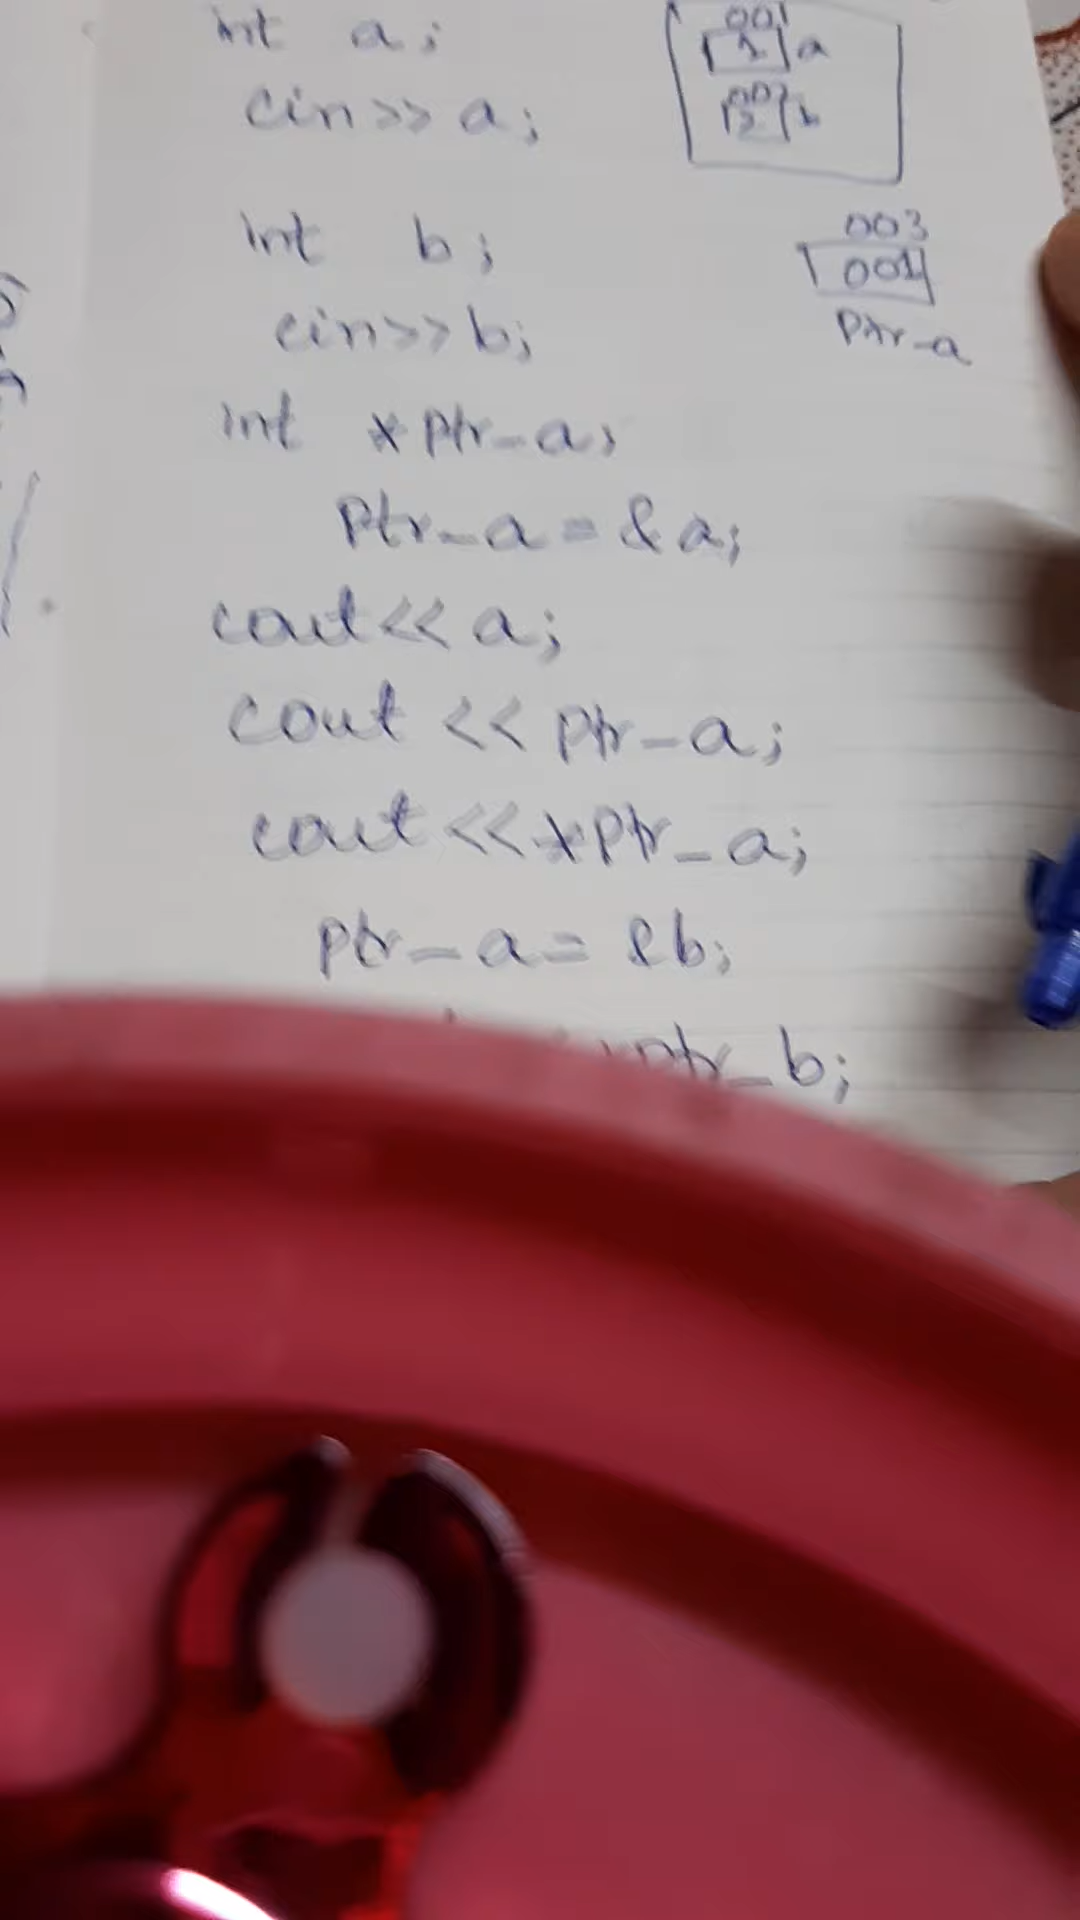 int a;
cin>> a;
int b;
cin>> b;
int *ptr_a;
ptr_a = &a;
cout<< a;
cout << ptr_a;
cout <<*ptr_a;
ptr_a = &b;
ptr_b;
001
1 a
002
2 b
003
001
Ptr_a